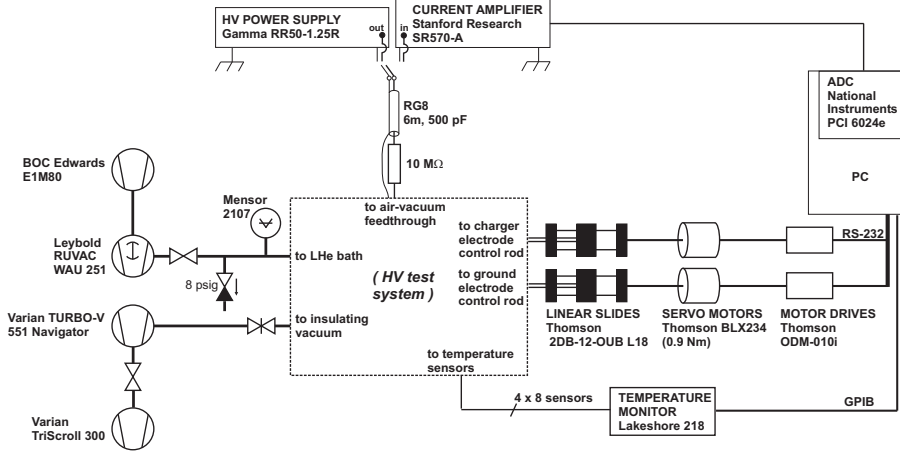 HV POWER SUPPLY
Gamma RR50-1.25R
out
in
CURRENT AMPLIFIER
Stanford Research
SR570-A
ADC
National
Instruments
PCI 6024e
PC
RG8
6m, 500 pF
10 MΩ
BOC Edwards
E1M80
Mensor
2107
Leybold
RUVAC
WAU 251
8 psig
to air-vacuum
feedthrough
to LHe bath
( HV test
system )
to charger
electrode
control rod
to ground
electrode
control rod
RS-232
Varian TURBO-V
551 Navigator
to insulating
vacuum
LINEAR SLIDES
Thomson
2DB-12-OUB L18
SERVO MOTORS
Thomson BLX234
(0.9 Nm)
MOTOR DRIVES
Thomson
ODM-010i
to temperature
sensors
4 x 8 sensors
TEMPERATURE
MONITOR
Lakeshore 218
GPIB
Varian
TriScroll 300